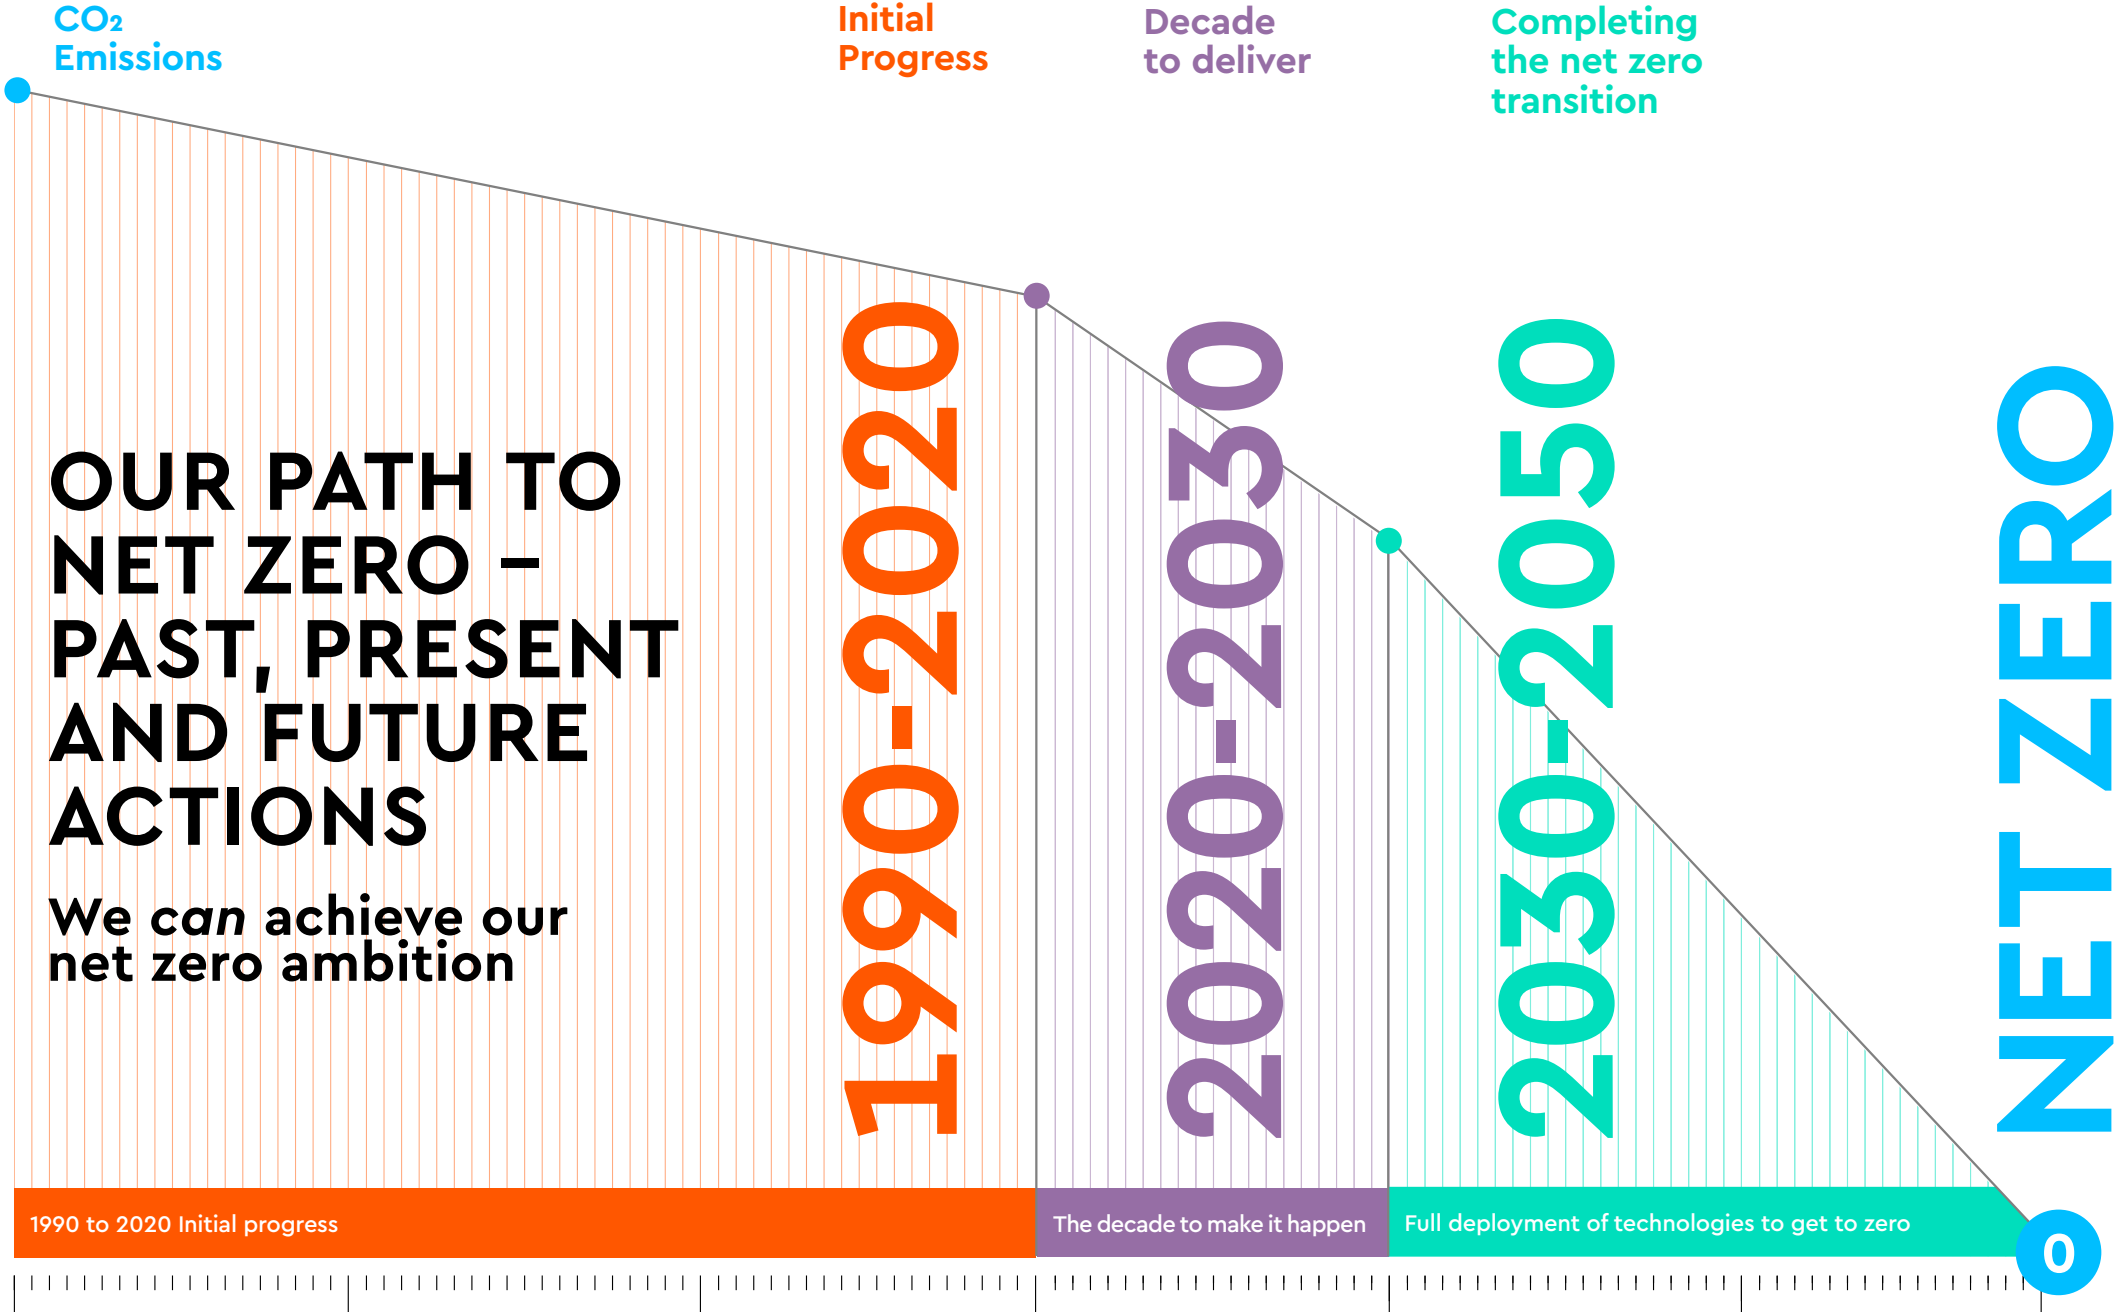 CO₂
Emissions
Initial
Progress
Decade
to deliver
Completing
the net zero
transition
OUR PATH TO
NET ZERO –
PAST, PRESENT
AND FUTURE
ACTIONS
We can achieve our
net zero ambition
1990-2020
2020-2030
2030-2050
NET ZERO
1990 to 2020 Initial progress
The decade to make it happen
Full deployment of technologies to get to zero
0